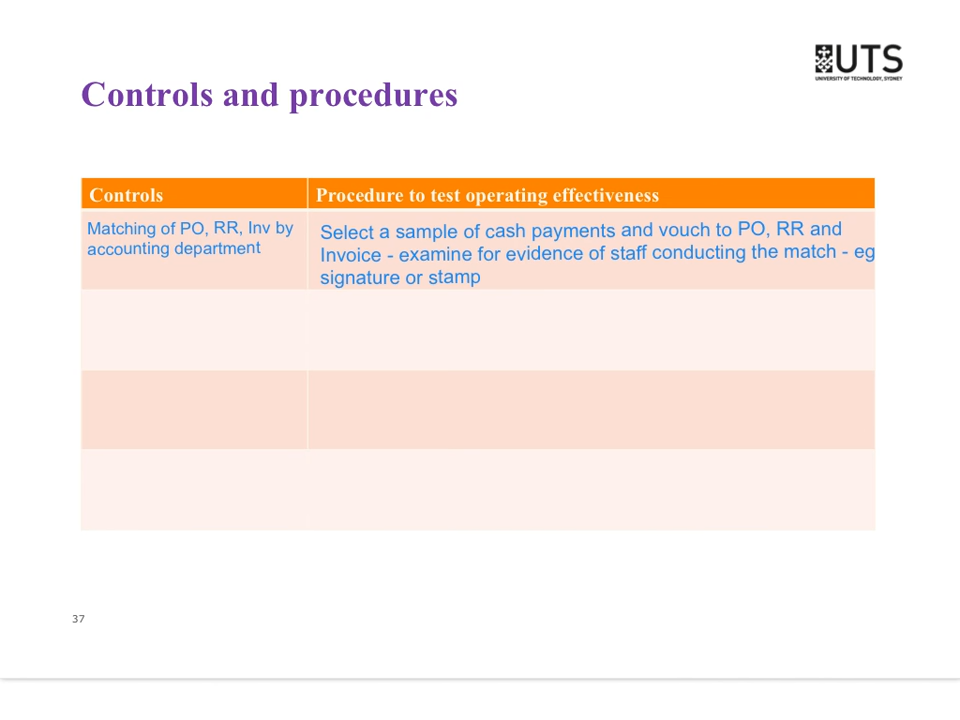 UTS
UNIVERSITY OF TECHNOLOGY, SYDNEY
Controls and procedures
Controls
Procedure to test operating effectiveness
Matching of PO, RR, Inv by
accounting department
Select a sample of cash payments and vouch to PO, RR and
Invoice - examine for evidence of staff conducting the match - eg
signature or stamp
37